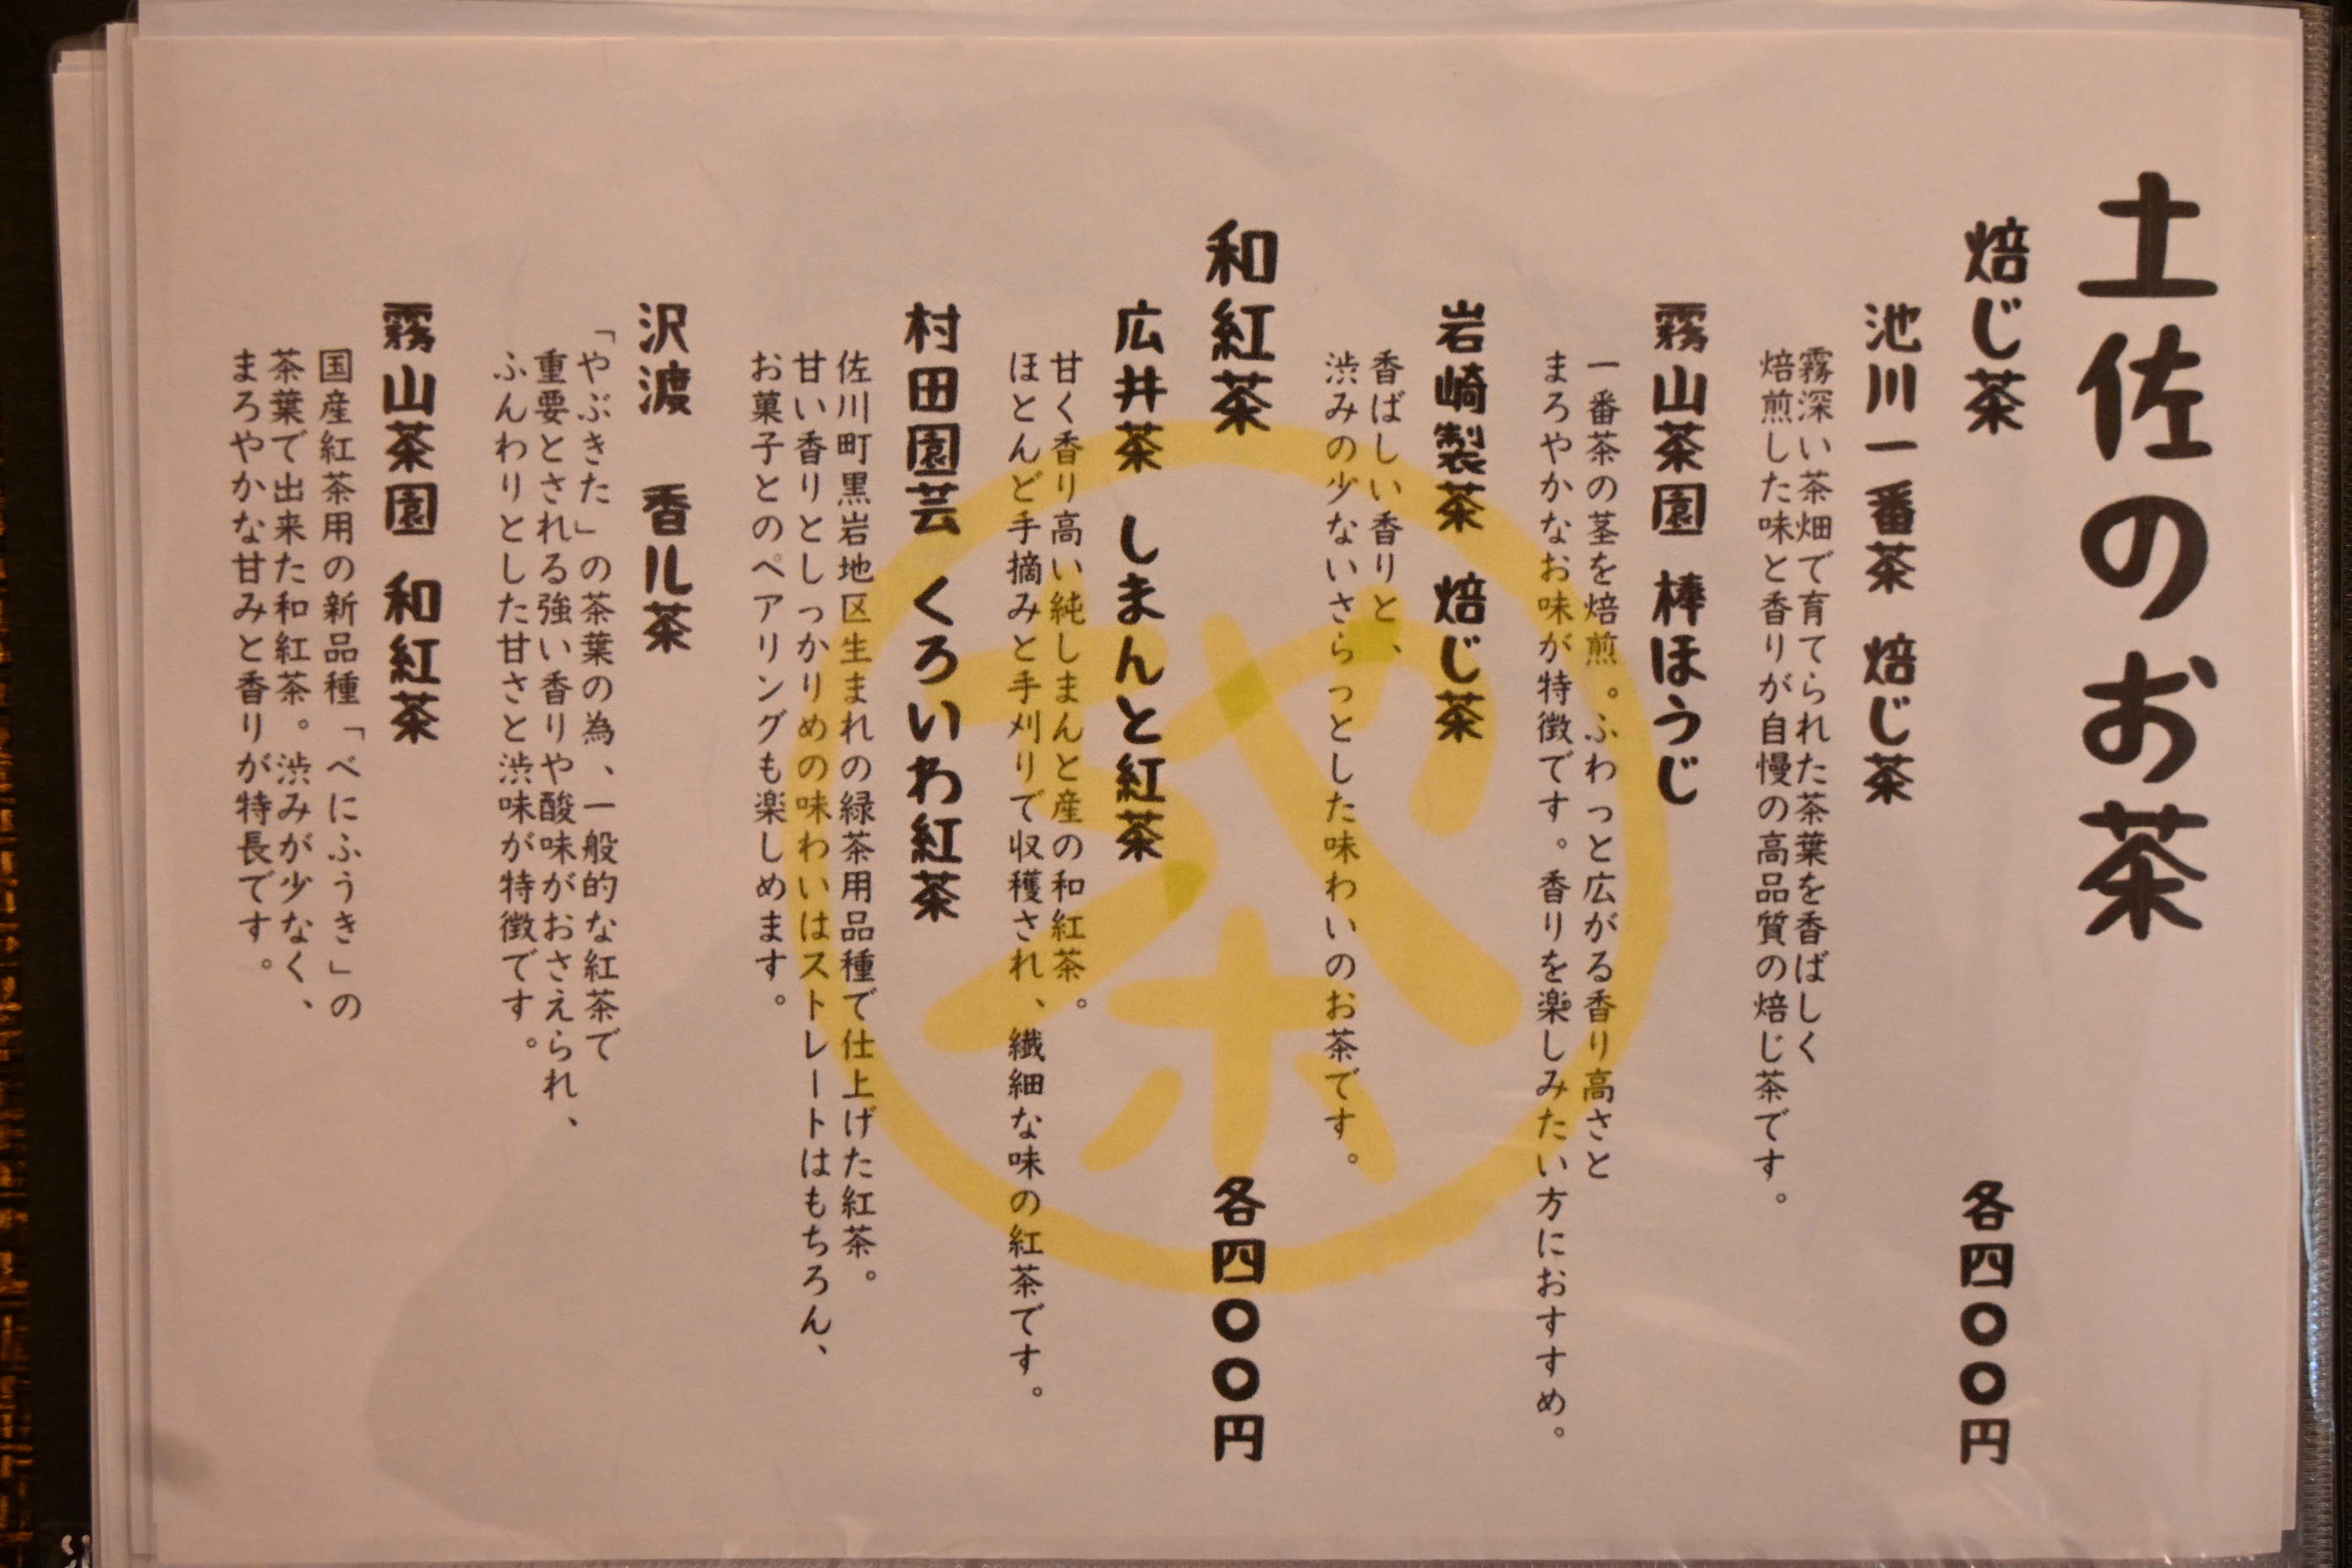 土佐のお茶
焙じ茶 各四〇〇円
池川一番茶 焙じ茶
霧深い茶畑で育てられた茶葉を香ばしく
焙煎した味と香りが自慢の高品質の焙じ茶です。
霧山茶園 棒ほうじ
一番茶の茎を焙煎。ふわっと広がる香り高さと
まろやかなお味が特徴です。香りを楽しみたい方におすすめ。
岩崎製茶 焙じ茶
香ばしい香りと、
渋みの少ないさらっとした味わいのお茶です。
和紅茶 各四〇〇円
広井茶 しまんと紅茶
甘く香り高い純しまんと産の和紅茶。
ほとんど手摘みと手刈りで収穫され、繊細な味の紅茶です。
村田園芸 くろいわ紅茶
佐川町黒岩地区生まれの緑茶用品種で仕上げた紅茶。
甘い香りとしっかりめの味わいはストレートはもちろん、
お菓子とのペアリングも楽しめます。
沢渡 香ル茶
「やぶきた」の茶葉の為、一般的な紅茶で
重要とされる強い香りや酸味がおさえられ、
ふんわりとした甘さと渋味が特徴です。
霧山茶園 和紅茶
国産紅茶用の新品種「べにふうき」の
茶葉で出来た和紅茶。渋みが少なく、
まろやかな甘みと香りが特長です。
茶